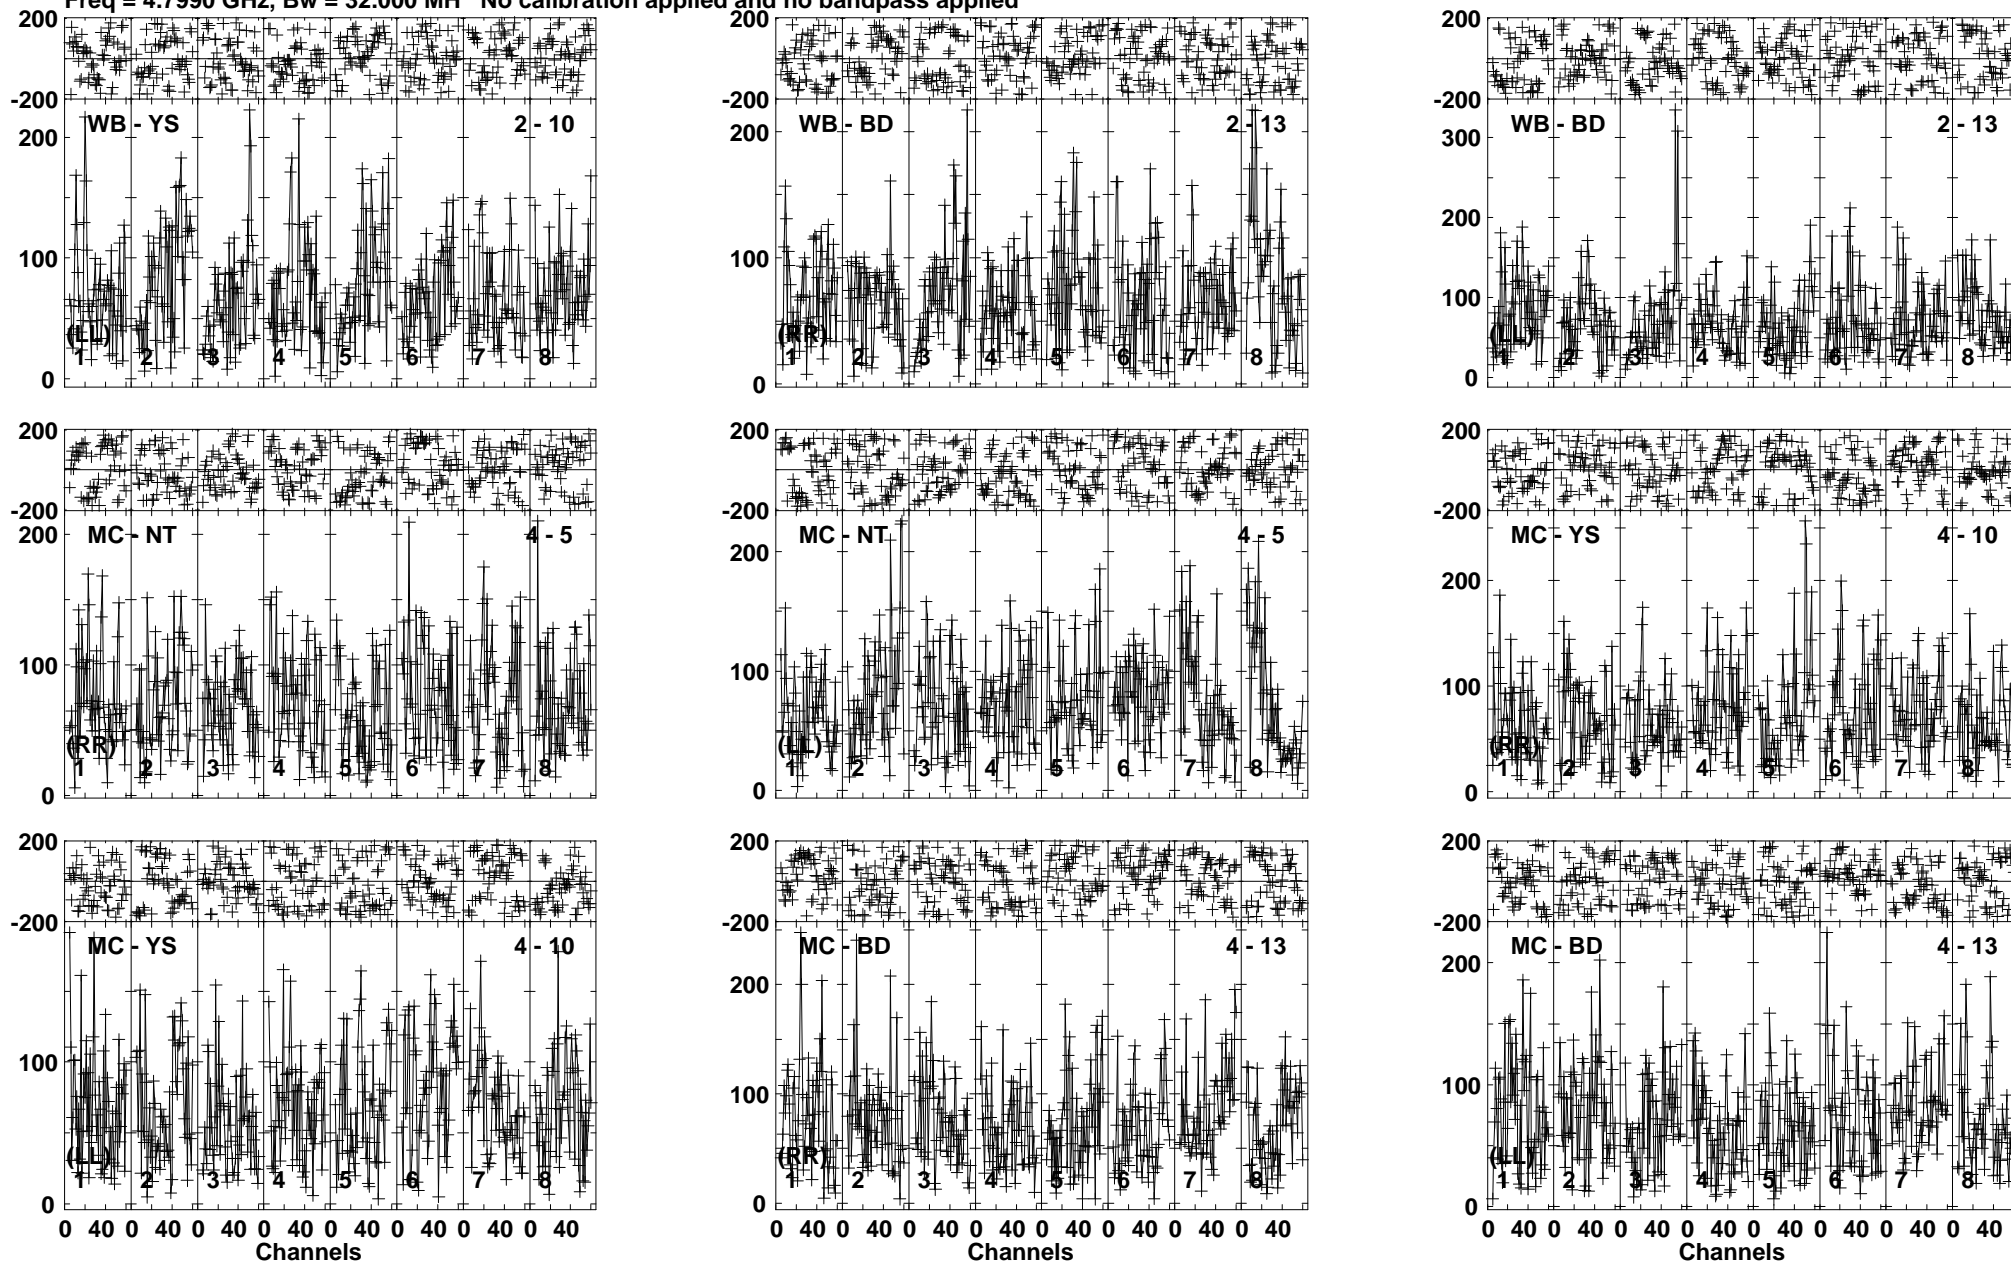 Freq = 4.7990 GHz, Bw = 32.000 MH No calibration applied and no bandpass applied
200 200 200
-200 -200 -200
WB - YS 2 - 10 WB - BD 2 - 13 WB - BD 2 - 13
200 200 300
200
100 100 100
(LL) (RR) (LL)
1 2 3 4 5 6 7 8 1 2 3 4 5 6 7 8 1 2 3 4 5 6 7 8
0 0 0
200 200 200
-200 -200 -200
MC - NT 4 - 5 MC - NT 4 - 5 MC - YS 4 - 10
200 200 200
100 100 100
(RR) (LL) (RR)
1 2 3 4 5 6 7 8 1 2 3 4 5 6 7 8 1 2 3 4 5 6 7 8
0 0 0
200 200 200
-200 -200 -200
MC - YS 4 - 10 MC - BD 4 - 13 MC - BD 4 - 13
200 200
100 100 100
(LL) (RR) (LL)
1 2 3 4 5 6 7 8 1 2 3 4 5 6 7 8 1 2 3 4 5 6 7 8
0 0 0
0 40 0 40 0 40 0 40 0 40 0 40 0 40 0 40 0 40 0 40 0 40 0 40 0 40 0 40 0 40 0 40 0 40 0 40 0 40 0 40 0 40 0 40 0 40 0 40
Channels Channels Channels